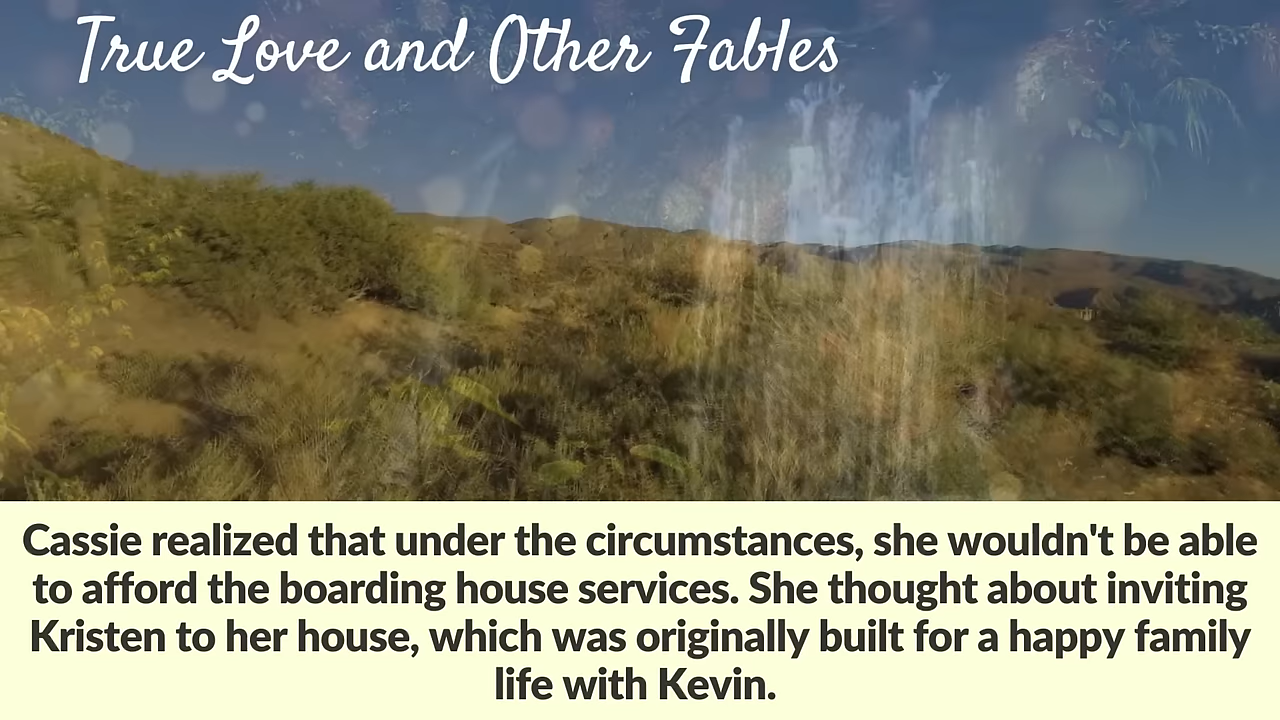 True Love and Other Fables
Cassie realized that under the circumstances, she wouldn't be able
to afford the boarding house services. She thought about inviting
Kristen to her house, which was originally built for a happy family
life with Kevin.